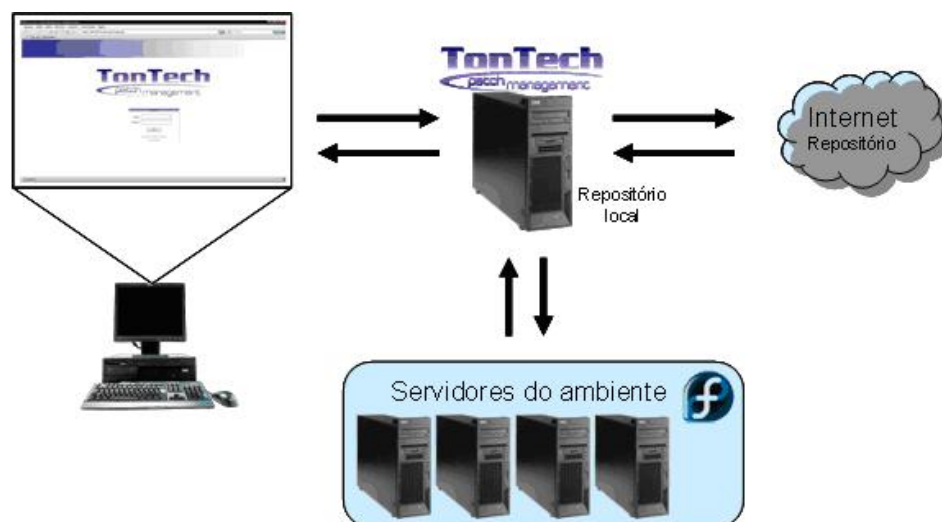 TonTech
patch management
TonTech
patch management
Repositório
local
Internet
Repositório
Servidores do ambiente